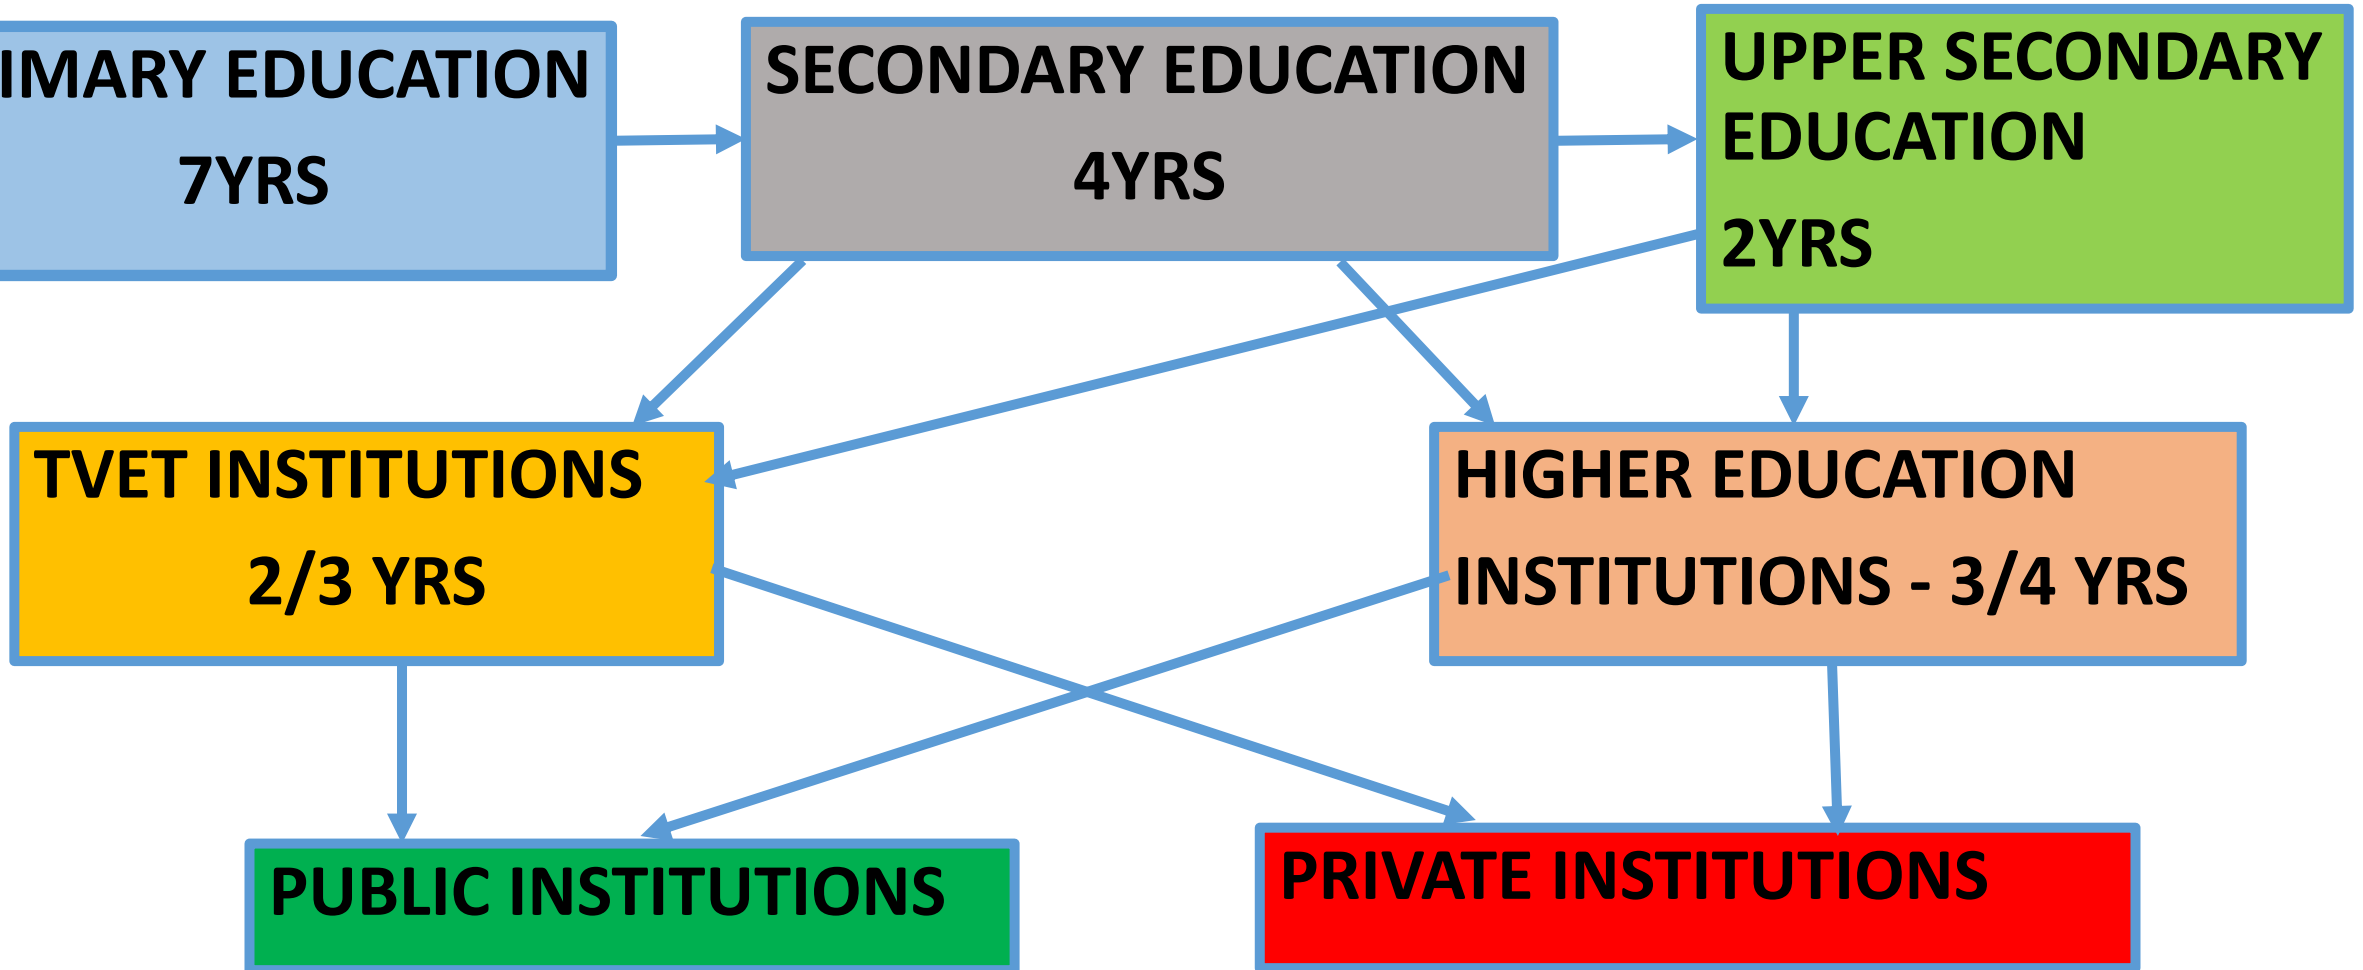 IMARY EDUCATION
7YRS
SECONDARY EDUCATION
4YRS
UPPER SECONDARY
EDUCATION
2YRS
TVET INSTITUTIONS
2/3 YRS
HIGHER EDUCATION
INSTITUTIONS - 3/4 YRS
PUBLIC INSTITUTIONS
PRIVATE INSTITUTIONS